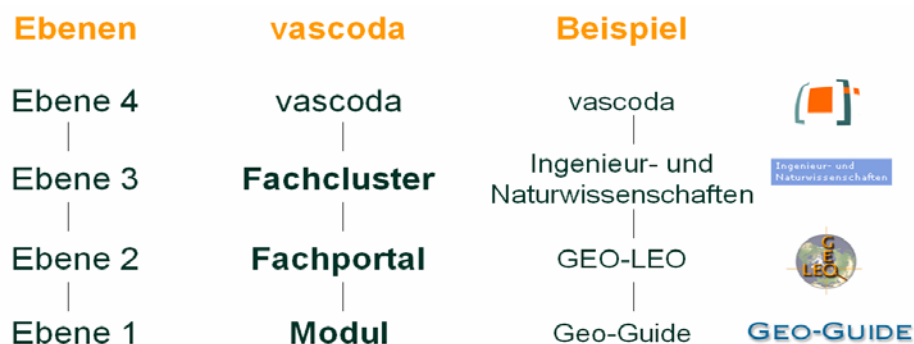 Ebenen vascoda Beispiel
Ebene 4 vascoda vascoda
Ebene 3 Fachcluster Ingenieur- und
Naturwissenschaften
Ingenieur- und
Naturwissenschaften
Ebene 2 Fachportal GEO-LEO
GEO
LEO
Ebene 1 Modul Geo-Guide GEO-GUIDE